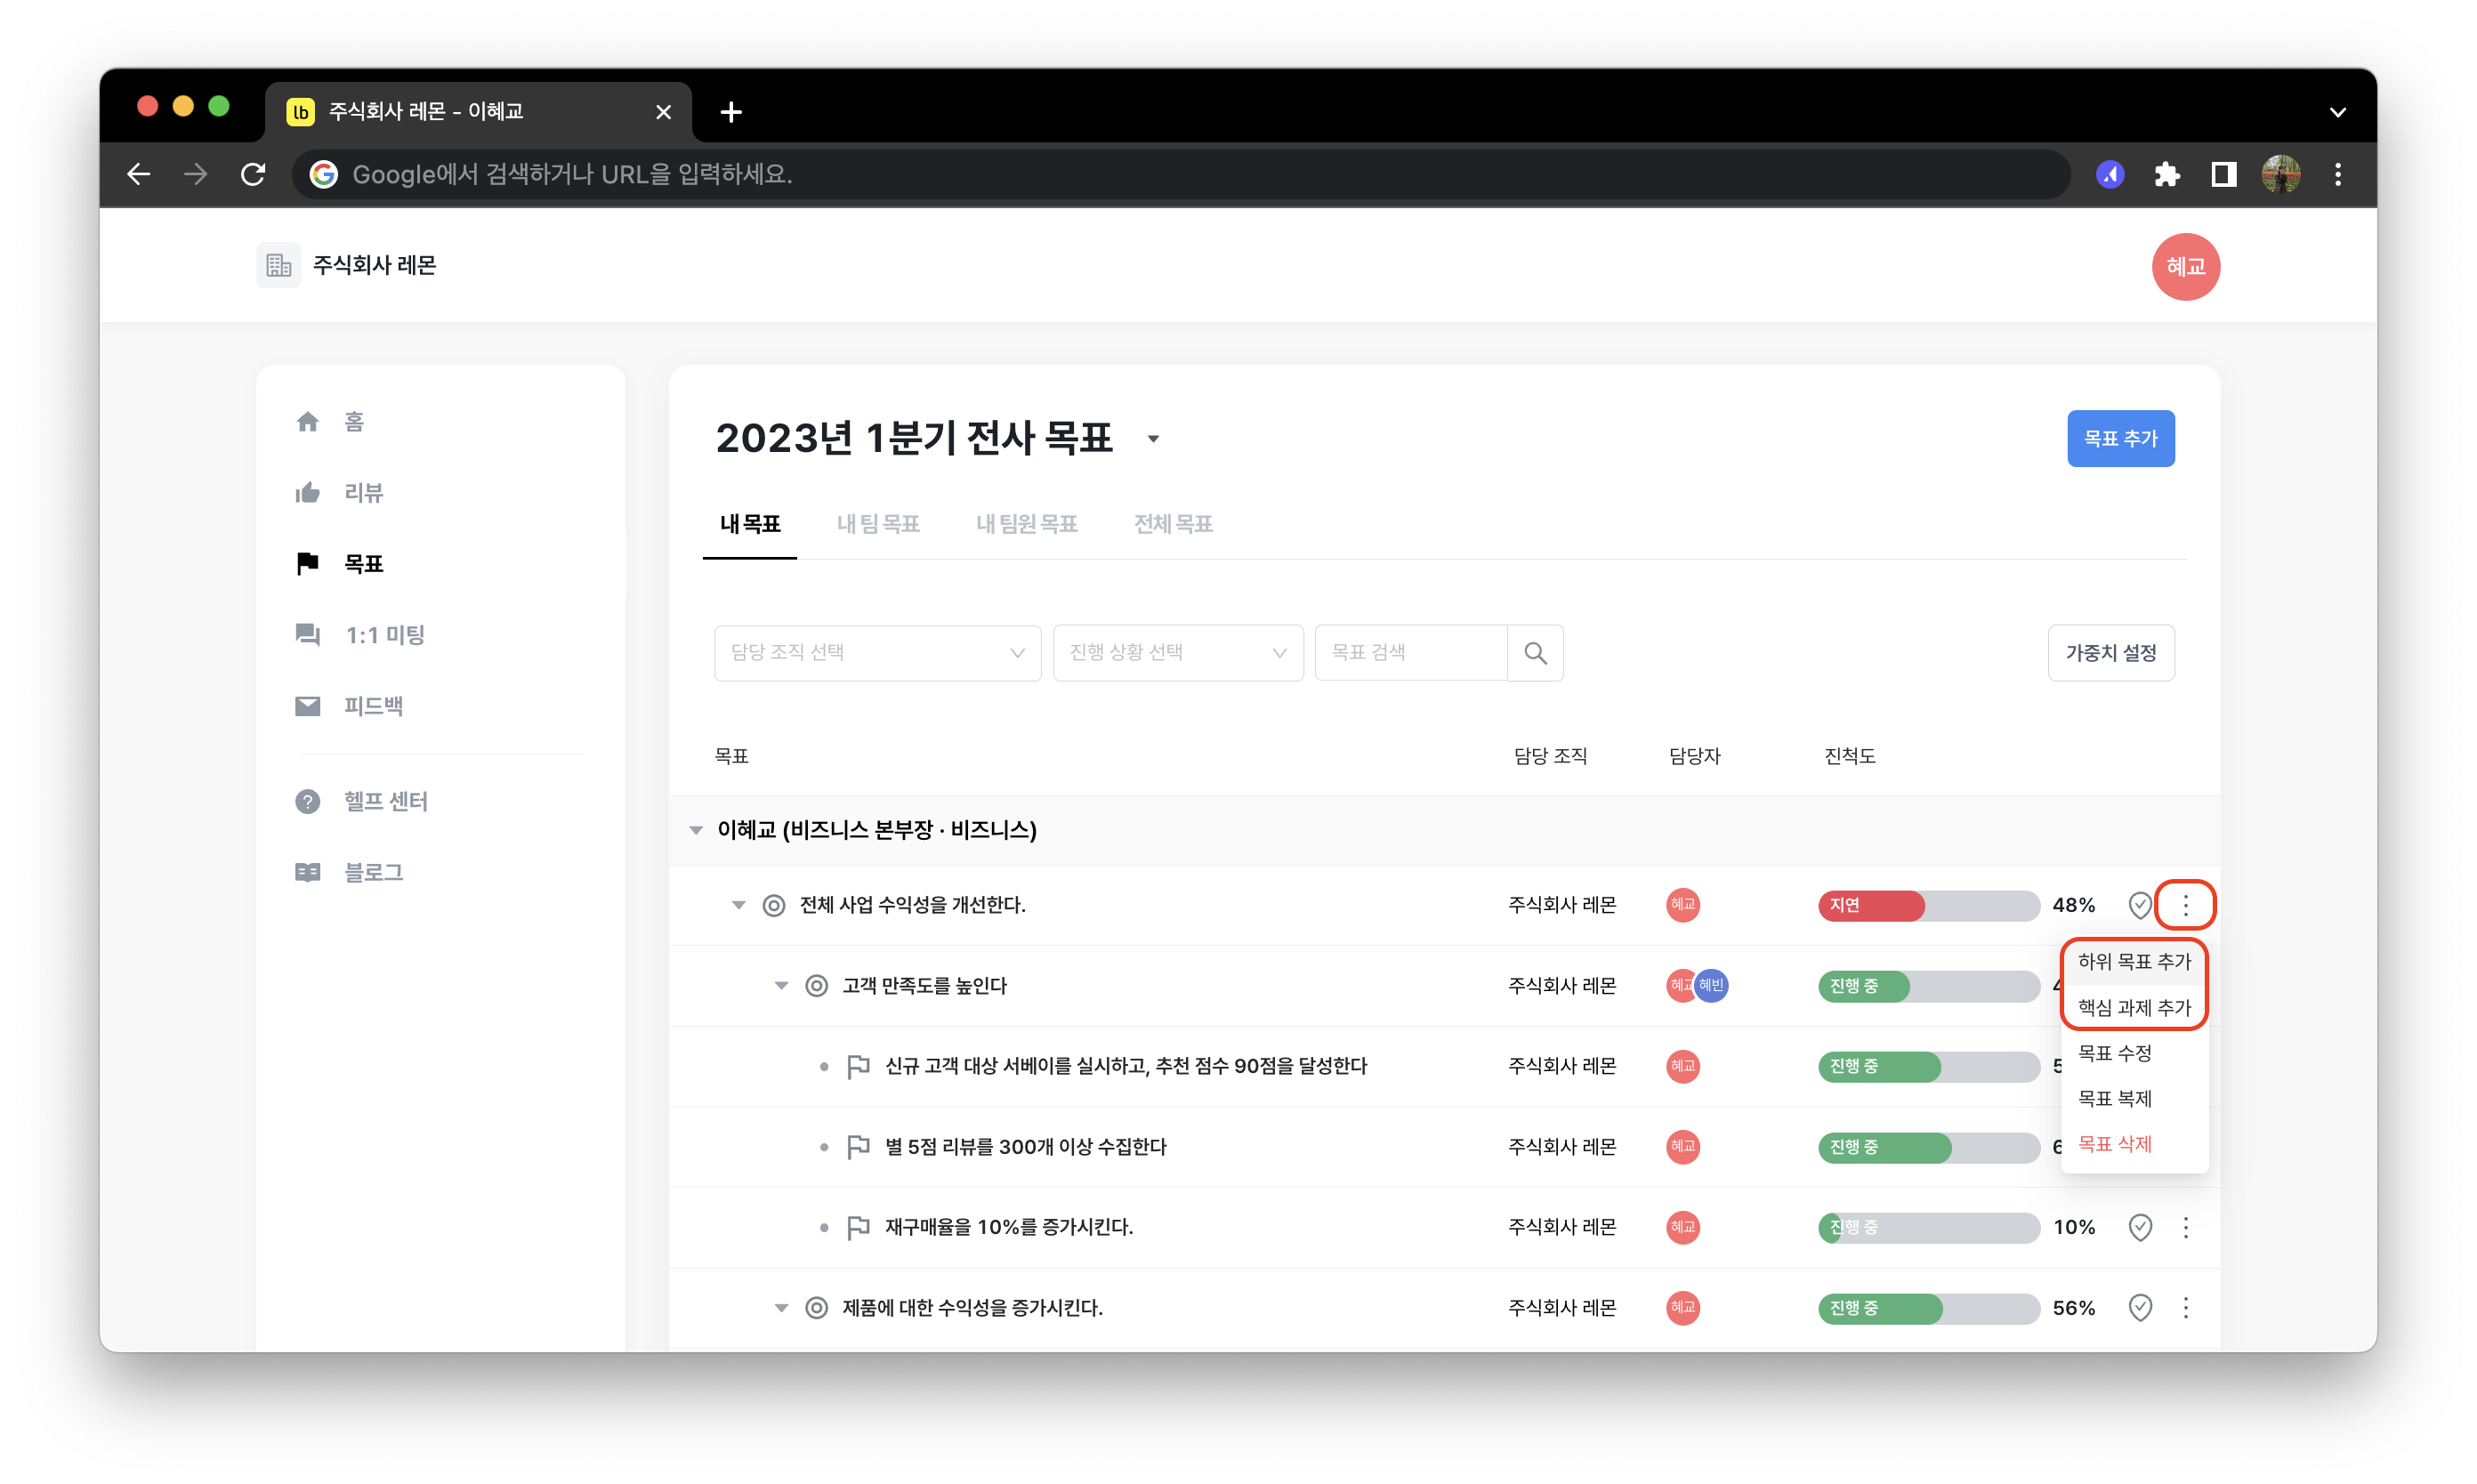 lb 주식회사 레몬 - 이혜교
Google에서 검색하거나 URL을 입력하세요.
주식회사 레몬
혜교
홈
리뷰
목표
1:1 미팅
피드백
헬프 센터
블로그
2023년 1분기 전사 목표
목표 추가
내 목표 내 팀 목표 내 팀원 목표 전체 목표
담당 조직 선택 진행 상황 선택 목표 검색 가중치 설정
목표 담당 조직 담당자 진척도
이혜교 (비즈니스 본부장 · 비즈니스)
전체 사업 수익성을 개선한다. 주식회사 레몬 혜교 지연 48%
고객 만족도를 높인다 주식회사 레몬 혜교 혜빈 진행 중
신규 고객 대상 서베이를 실시하고, 추천 점수 90점을 달성한다 주식회사 레몬 혜교 진행 중
별 5점 리뷰를 300개 이상 수집한다 주식회사 레몬 혜교 진행 중
재구매율을 10%를 증가시킨다. 주식회사 레몬 혜교 진행 중 10%
제품에 대한 수익성을 증가시킨다. 주식회사 레몬 혜교 진행 중 56%
하위 목표 추가
핵심 과제 추가
목표 수정
목표 복제
목표 삭제